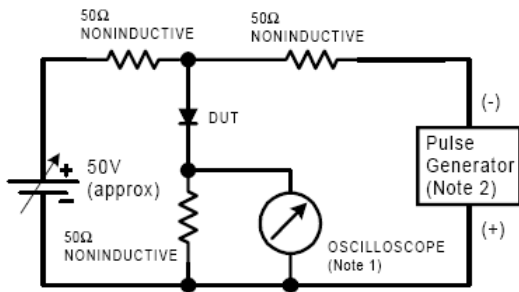 50Ω
NONINDUCTIVE
50Ω
NONINDUCTIVE
(-)
DUT
Pulse
Generator
(Note 2)
+
50V
(approx)
-
(+)
50Ω
NONINDUCTIVE
OSCILLOSCOPE
(Note 1)